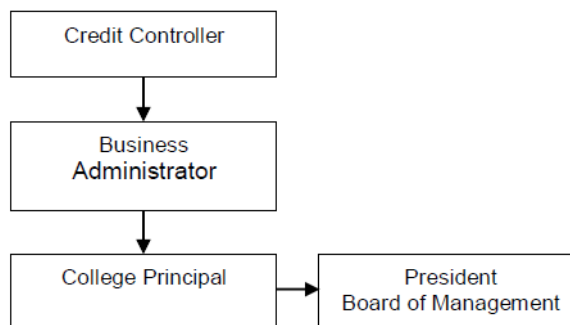 Credit Controller
Business
Administrator
College Principal
President
Board of Management